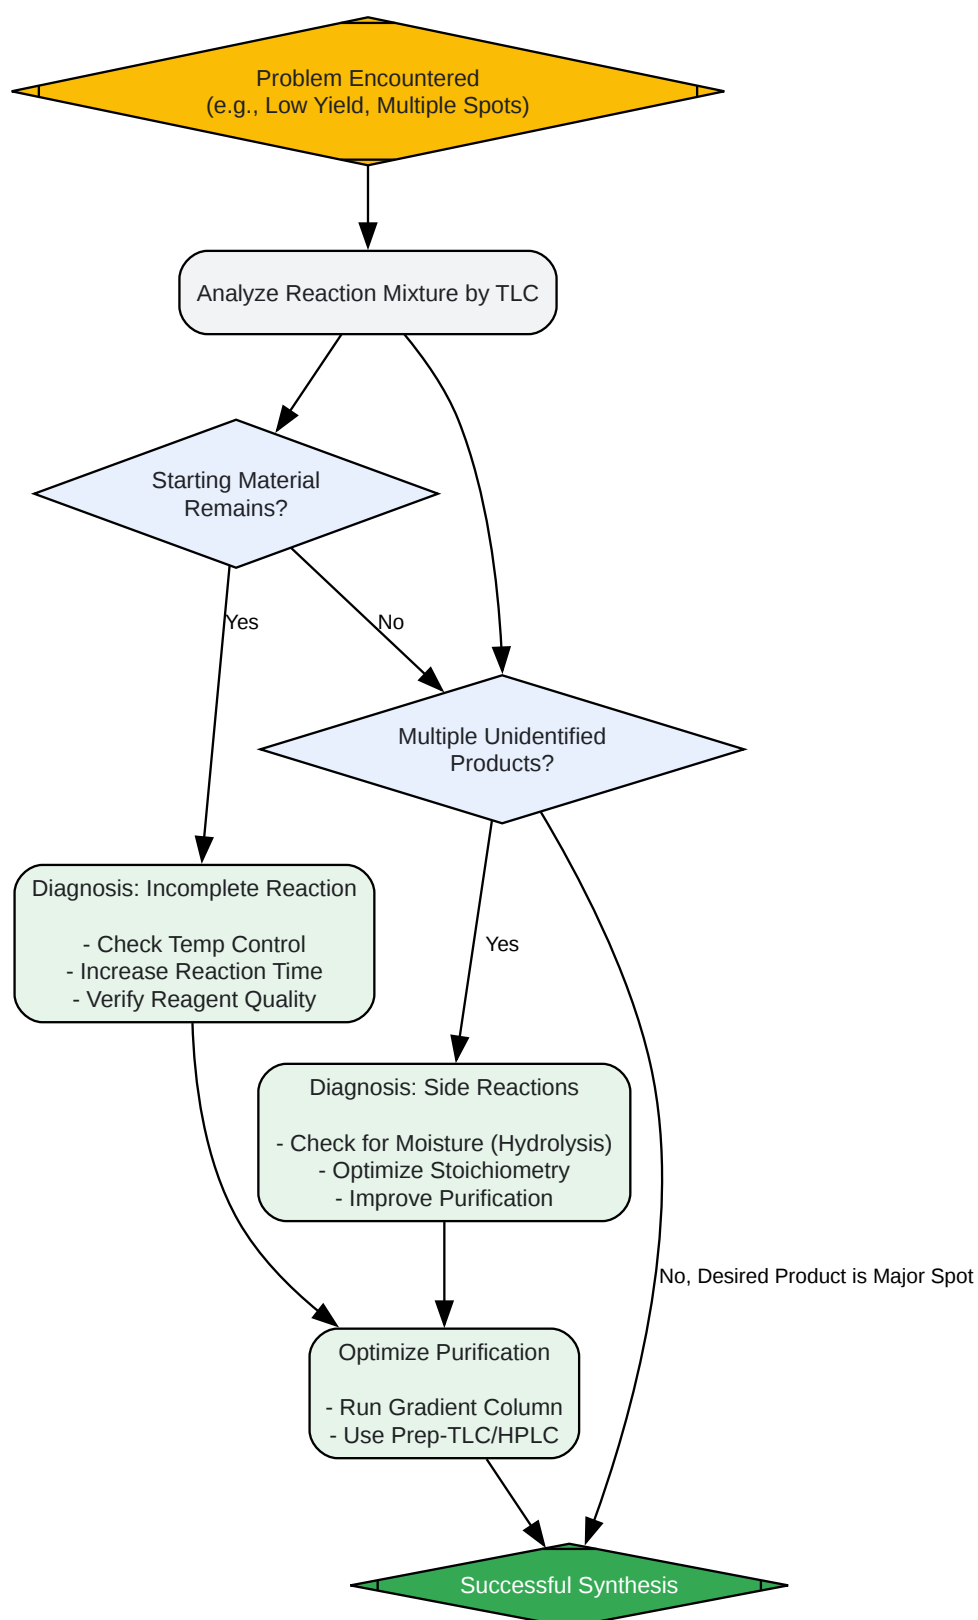 Problem Encountered
(e.g., Low Yield, Multiple Spots)
Analyze Reaction Mixture by TLC
Starting Material
Remains?
Yes
No
Multiple Unidentified
Products?
Diagnosis: Incomplete Reaction
- Check Temp Control
- Increase Reaction Time
- Verify Reagent Quality
Yes
Diagnosis: Side Reactions
- Check for Moisture (Hydrolysis)
- Optimize Stoichiometry
- Improve Purification
No, Desired Product is Major Spot
Optimize Purification
- Run Gradient Column
- Use Prep-TLC/HPLC
Successful Synthesis